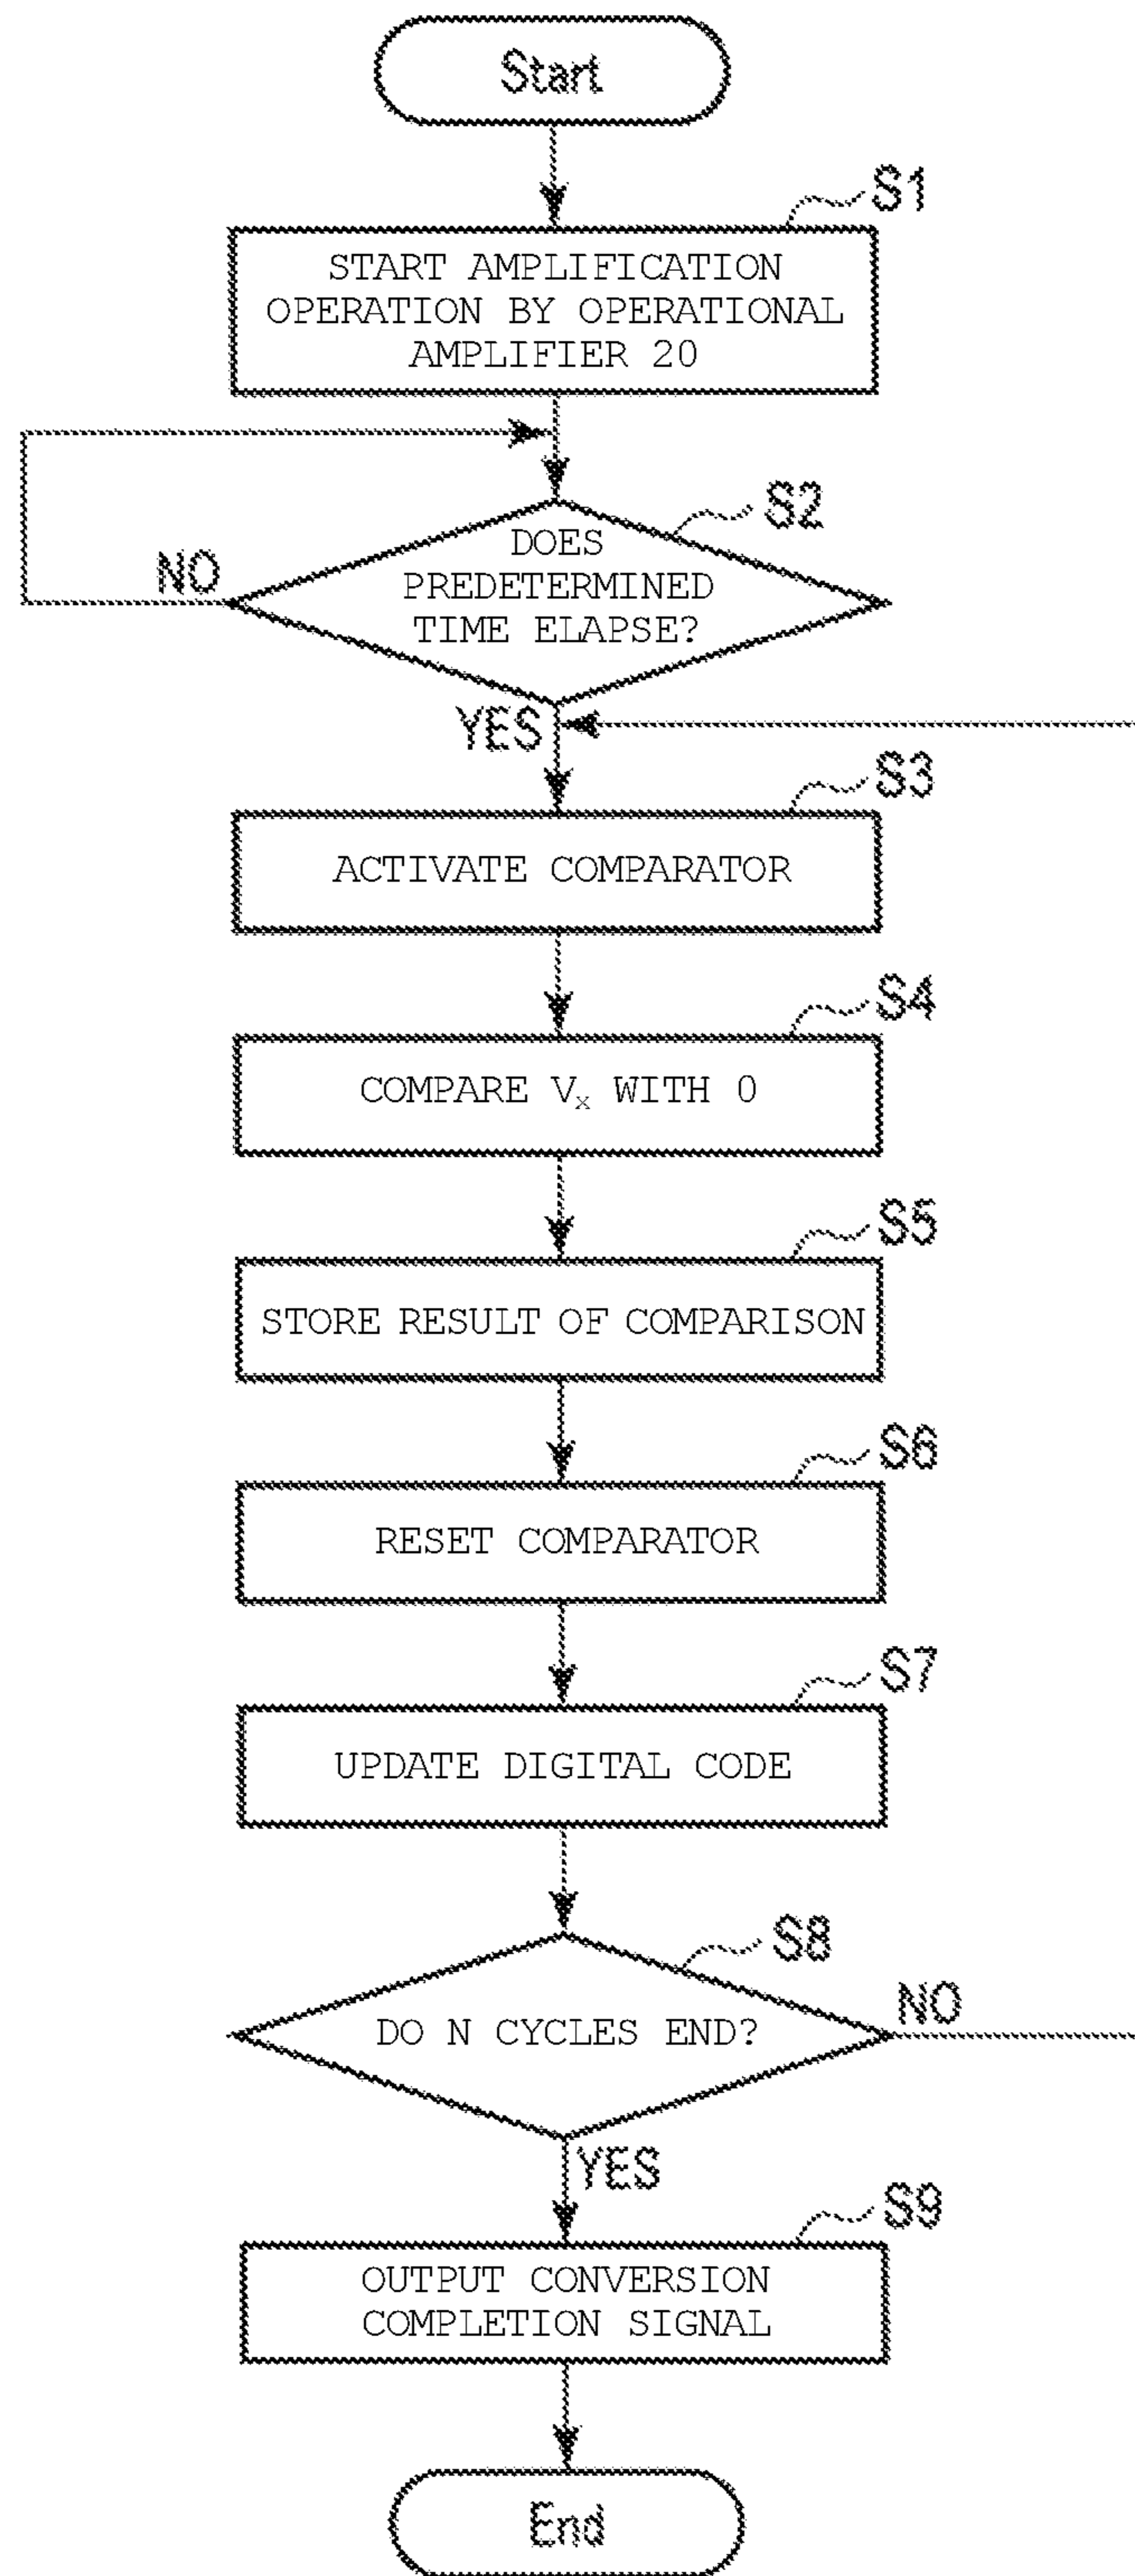 Start
S1
START AMPLIFICATION
OPERATION BY OPERATIONAL
AMPLIFIER 20
S2
DOES
PREDETERMINED
TIME ELAPSE?
NO
YES
S3
ACTIVATE COMPARATOR
S4
COMPARE Vₓ WITH 0
S5
STORE RESULT OF COMPARISON
S6
RESET COMPARATOR
S7
UPDATE DIGITAL CODE
S8
DO N CYCLES END?
NO
YES
S9
OUTPUT CONVERSION
COMPLETION SIGNAL
End